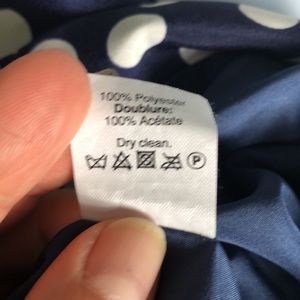 100% Polyester
Doublure:
100% Acétate
Dry clean.
P